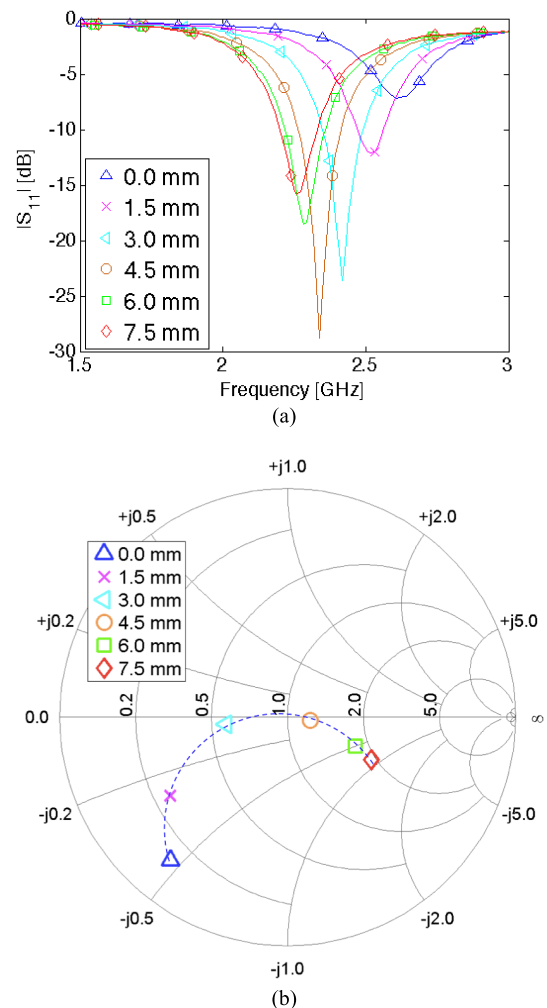 0
-5
-10
-15
-20
-25
-30
|S11| [dB]
0.0 mm
1.5 mm
3.0 mm
4.5 mm
6.0 mm
7.5 mm
1.5 2 2.5 3
Frequency [GHz]
(a)
+j1.0
+j0.5 +j2.0
0.0 mm
1.5 mm
3.0 mm
4.5 mm
6.0 mm
7.5 mm
+j0.2 +j5.0
0.0 0.2 0.5 1.0 2.0 5.0 ∞
-j0.2 -j5.0
-j0.5 -j2.0
-j1.0
(b)